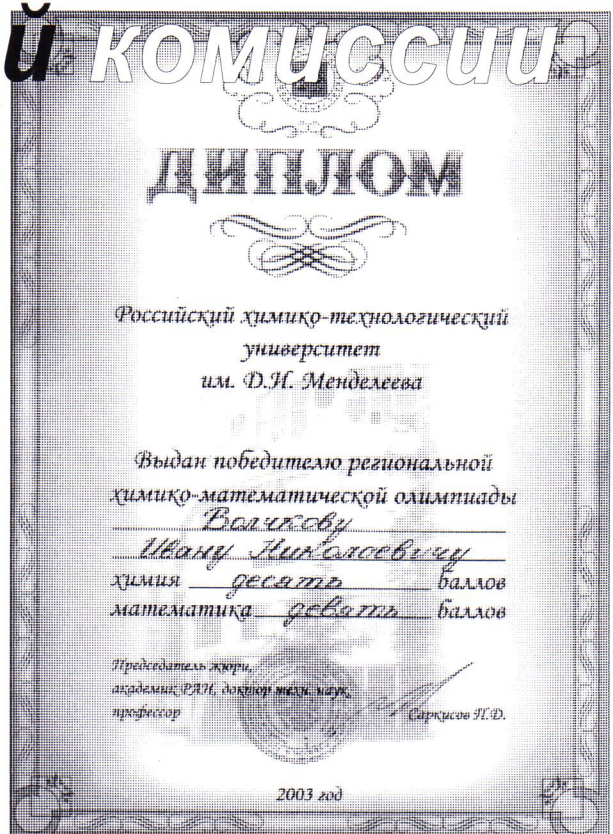 й комиссии
ДИПЛОМ
Российский химико-технологический
университет
им. Д.И. Менделеева
Выдан победителю региональной
химико-математической олимпиады
Волчкову
Ивану Николаевичу
химия десять баллов
математика девять баллов
Председатель жюри,
академик РАН, доктор техн. наук,
профессор Саркисов П.Д.
2003 год